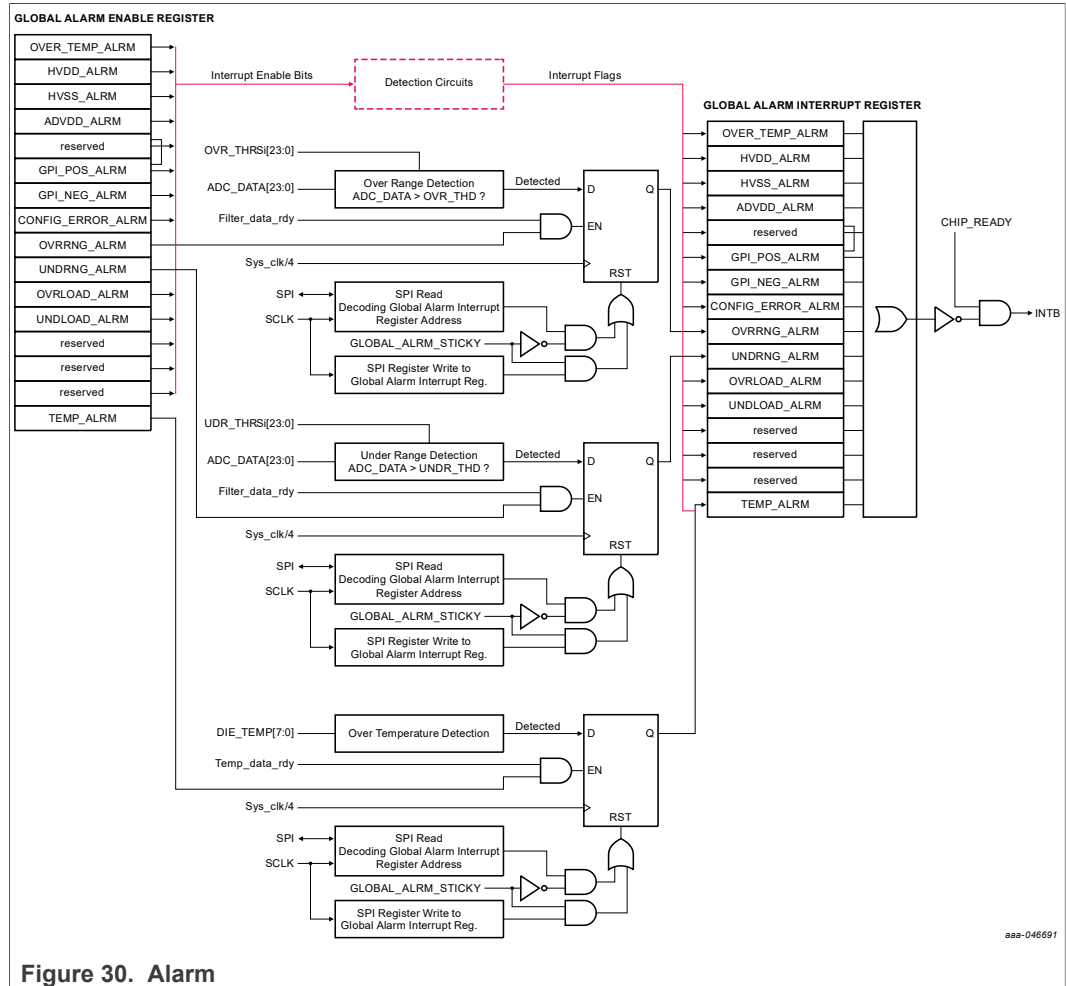 GLOBAL ALARM ENABLE REGISTER
OVER_TEMP_ALRM
HVDD_ALRM
HVSS_ALRM
ADVDD_ALRM
reserved
GPI_POS_ALRM
GPI_NEG_ALRM
CONFIG_ERROR_ALRM
OVRRNG_ALRM
UNDRNG_ALRM
OVRLOAD_ALRM
UNDLOAD_ALRM
reserved
reserved
reserved
TEMP_ALRM
Interrupt Enable Bits
Detection Circuits
Interrupt Flags
OVR_THRSi[23:0]
ADC_DATA[23:0]
Over Range Detection
ADC_DATA > OVR_THD ?
Detected
Filter_data_rdy
Sys_clk/4
D
Q
EN
RST
SPI
SCLK
SPI Read
Decoding Global Alarm Interrupt
Register Address
GLOBAL_ALRM_STICKY
SPI Register Write to
Global Alarm Interrupt Reg.
UDR_THRSi[23:0]
ADC_DATA[23:0]
Under Range Detection
ADC_DATA > UNDR_THD ?
Detected
Filter_data_rdy
Sys_clk/4
D
Q
EN
RST
SPI
SCLK
SPI Read
Decoding Global Alarm Interrupt
Register Address
GLOBAL_ALRM_STICKY
SPI Register Write to
Global Alarm Interrupt Reg.
DIE_TEMP[7:0]
Over Temperature Detection
Detected
Temp_data_rdy
Sys_clk/4
D
Q
EN
RST
SPI
SCLK
SPI Read
Decoding Global Alarm Interrupt
Register Address
GLOBAL_ALRM_STICKY
SPI Register Write to
Global Alarm Interrupt Reg.
GLOBAL ALARM INTERRUPT REGISTER
OVER_TEMP_ALRM
HVDD_ALRM
HVSS_ALRM
ADVDD_ALRM
reserved
GPI_POS_ALRM
GPI_NEG_ALRM
CONFIG_ERROR_ALRM
OVRRNG_ALRM
UNDRNG_ALRM
OVRLOAD_ALRM
UNDLOAD_ALRM
reserved
reserved
reserved
TEMP_ALRM
CHIP_READY
INTB
aaa-046691
Figure 30. Alarm